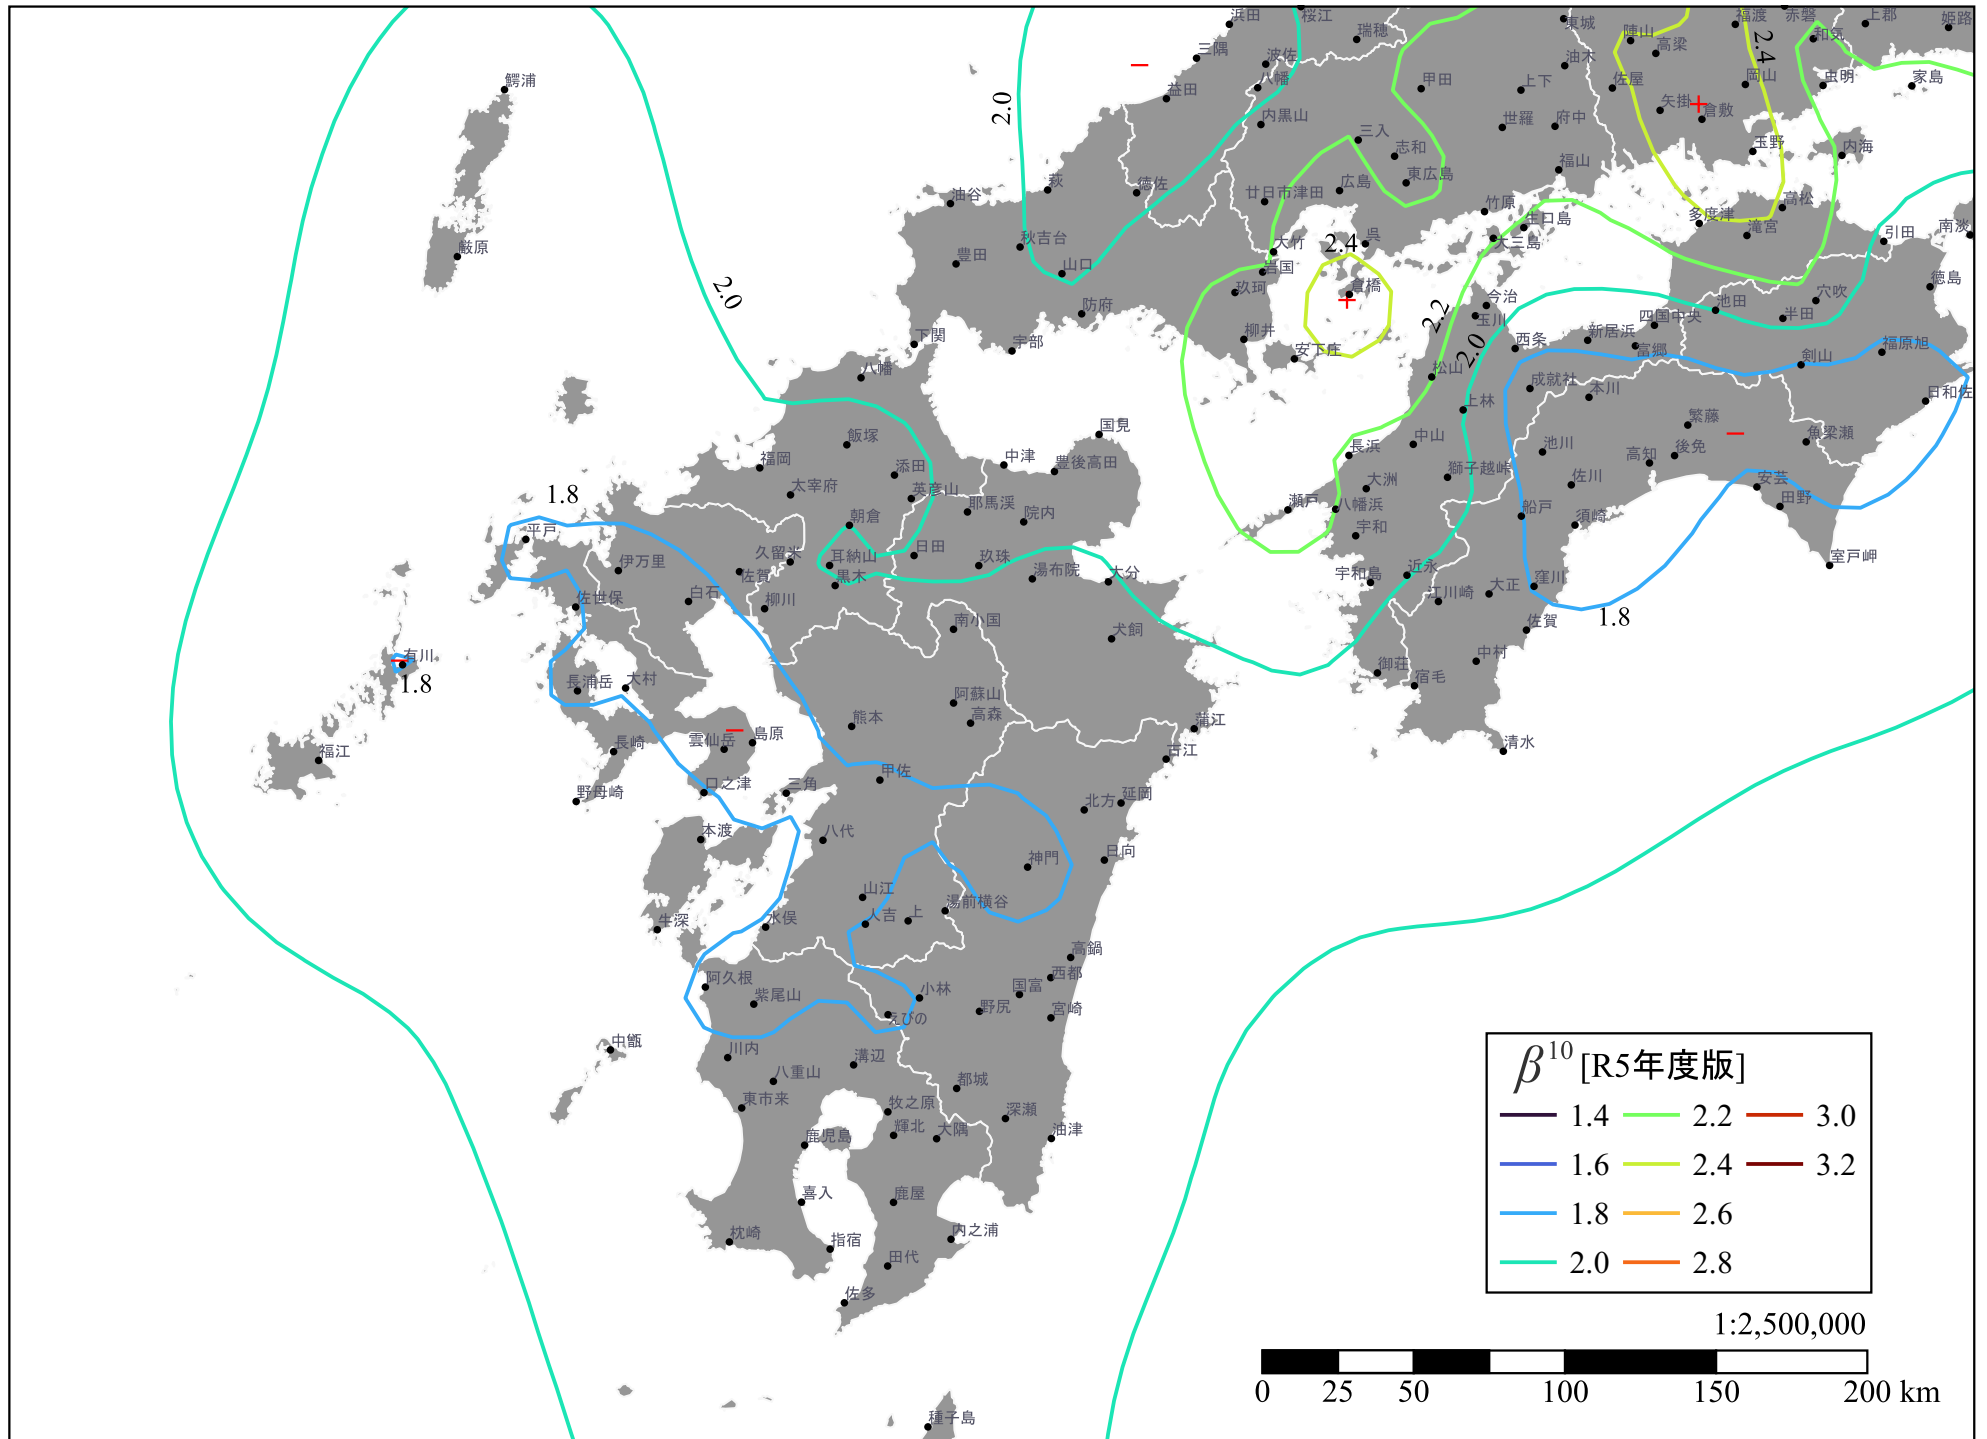 浜田
桜江
瑞穂
東城
陣山
高梁
福渡
赤磐
和気
上郡
姫路
三隅
波佐
八幡
益田
内黒山
甲田
上下
油木
佐屋
矢掛
倉敷
岡山
2.4
虫明
家島
鰐浦
2.0
世羅
府中
三入
志和
東広島
福山
玉野
内海
萩
徳佐
油谷
廿日市津田
広島
竹原
生口島
多度津
高松
滝宮
引田
南淡
厳原
豊田
秋吉台
山口
大竹
岩国
2.4
呉
大三島
玖珂
倉橋
今治
玉川
2.2
2.0
徳島
穴吹
池田
半田
四国中央
2.0
防府
下関
宇部
柳井
安下庄
松山
西条
新居浜
富郷
剣山
福原旭
八幡
成就社
本川
上林
日和佐
国見
繁藤
魚梁瀬
飯塚
福岡
添田
中津
豊後高田
長浜
中山
池川
高知
後免
太宰府
英彦山
耶馬渓
院内
大洲
獅子越峠
佐川
安芸
田野
1.8
瀬戸
八幡浜
船戸
須崎
平戸
朝倉
宇和
久留米
耳納山
日田
玖珠
湯布院
大分
室戸岬
伊万里
佐賀
黒木
宇和島
近永
大正
窪川
佐世保
白石
柳川
江川崎
1.8
南小国
犬飼
佐賀
有川
1.8
長浦岳
大村
御荘
宿毛
中村
阿蘇山
高森
熊本
蒲江
福江
長崎
雲仙岳
島原
古江
清水
野母崎
口之津
三角
甲佐
北方
延岡
本渡
八代
神門
日向
山江
人吉
上
湯前横谷
牛深
水俣
高鍋
西都
阿久根
紫尾山
小林
国富
野尻
宮崎
えびの
中甑
川内
溝辺
八重山
都城
東市来
牧之原
輝北
大隅
深瀬
油津
鹿児島
喜入
鹿屋
枕崎
指宿
内之浦
田代
佐多
種子島
β10 [R5年度版]
1.4 2.2 3.0
1.6 2.4 3.2
1.8 2.6
2.0 2.8
1:2,500,000
0 25 50 100 150 200 km